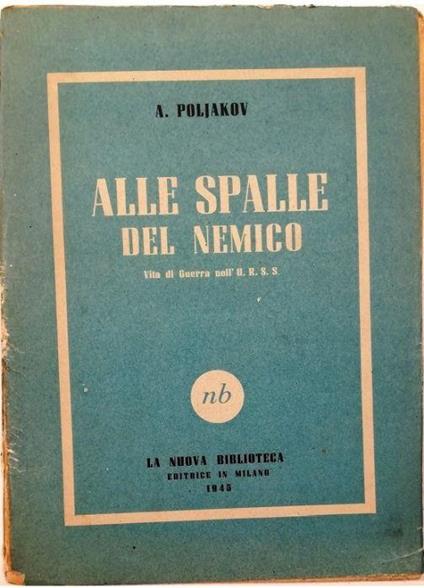 A. POLJAKOV
ALLE SPALLE
DEL NEMICO
Vita di Guerra nell'U. R. S. S.
nb
LA NUOVA BIBLIOTECA
EDITRICE IN MILANO
1945